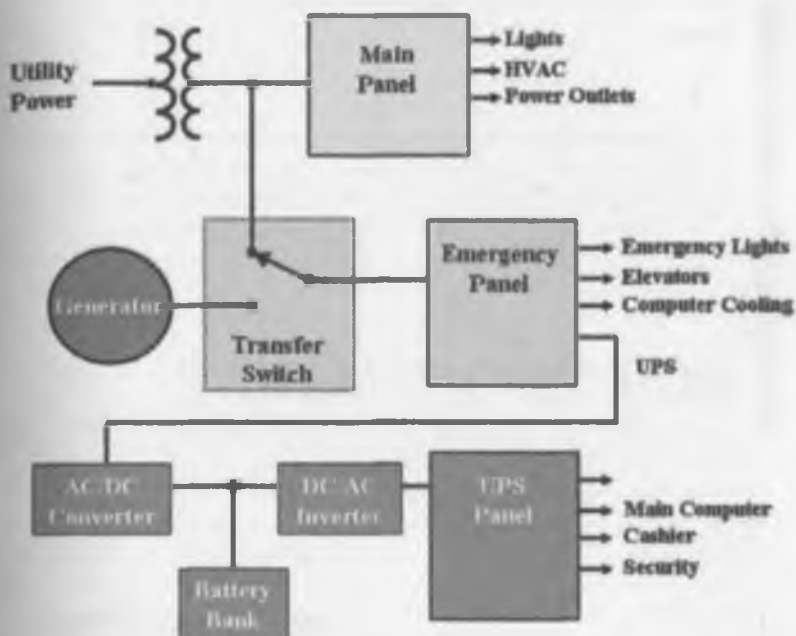 Utility
Power
Main
Panel
Lights
HVAC
Power Outlets
Generator
Transfer
Switch
Emergency
Panel
Emergency Lights
Elevators
Computer Cooling
UPS
AC/DC
Converter
DC/AC
Inverter
UPS
Panel
Main Computer
Cashier
Security
Battery
Bank